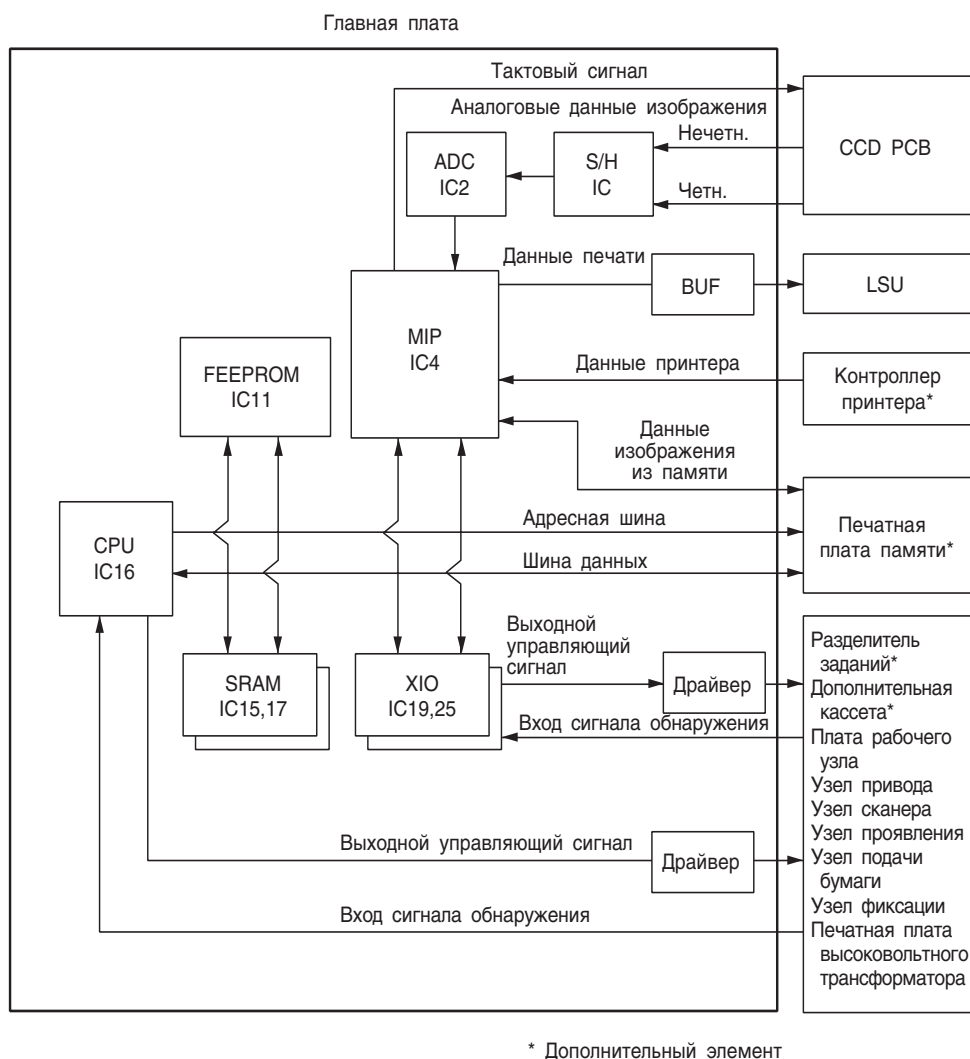 Главная плата
Тактовый сигнал
Аналоговые данные изображения
Нечетн.
CCD PCB
ADC
IC2
S/H
IC
Четн.
Данные печати
BUF
LSU
MIP
IC4
FEEPROM
IC11
Данные принтера
Контроллер
принтера*
Данные
изображения
из памяти
CPU
IC16
Адресная шина
Шина данных
Печатная
плата памяти*
SRAM
IC15,17
XIO
IC19,25
Выходной
управляющий
сигнал
Драйвер
Вход сигнала обнаружения
Разделитель
заданий*
Дополнительная
кассета*
Плата рабочего
узла
Узел привода
Узел сканера
Узел проявления
Узел подачи
бумаги
Узел фиксации
Печатная плата
высоковольтного
трансформатора
Выходной управляющий сигнал
Драйвер
Вход сигнала обнаружения
* Дополнительный элемент